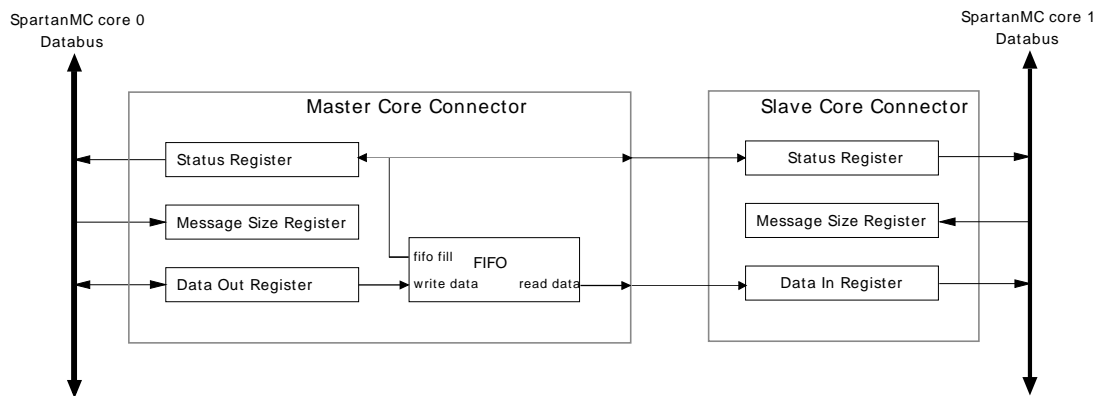 SpartanMC core 0
Databus
SpartanMC core 1
Databus
Master Core Connector
Slave Core Connector
Status Register
Status Register
Message Size Register
Message Size Register
fifo fill
FIFO
Data Out Register
write data
read data
Data In Register